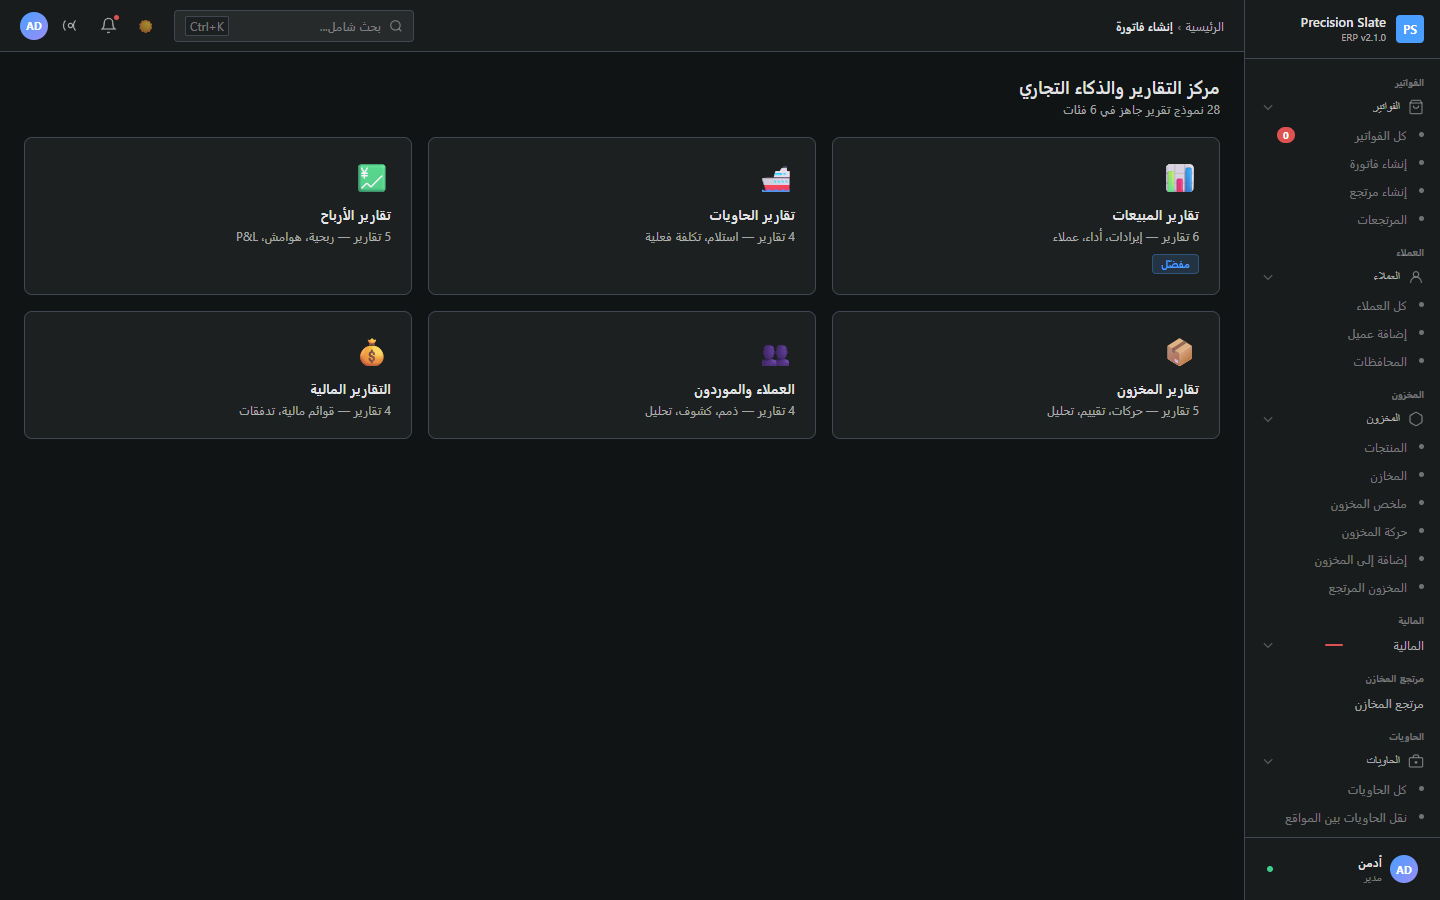 Precision Slate
ERP v2.1.0
PS
الفواتير
الفواتير
كل الفواتير
0
إنشاء فاتورة
إنشاء مرتجع
المرتجعات
العملاء
العملاء
كل العملاء
إضافة عميل
المحافظات
المخزون
المخزون
المنتجات
المخازن
ملخص المخزون
حركة المخزون
إضافة إلى المخزون
المخزون المرتجع
المالية
المالية
مرتجع المخازن
مرتجع المخازن
الحاويات
الحاويات
كل الحاويات
نقل الحاويات بين المواقع
AD
أدمن
مدير
الرئيسية › إنشاء فاتورة
بحث شامل...
Ctrl+K
AD
مركز التقارير والذكاء التجاري
28 نموذج تقرير جاهز في 6 فئات
تقارير المبيعات
6 تقارير — إيرادات، أداء، عملاء
مفضّل
تقارير الحاويات
4 تقارير — استلام، تكلفة فعلية
تقارير الأرباح
5 تقارير — ربحية، هوامش، P&L
تقارير المخزون
5 تقارير — حركات، تقييم، تحليل
العملاء والموردون
4 تقارير — ذمم، كشوف، تحليل
التقارير المالية
4 تقارير — قوائم مالية، تدفقات